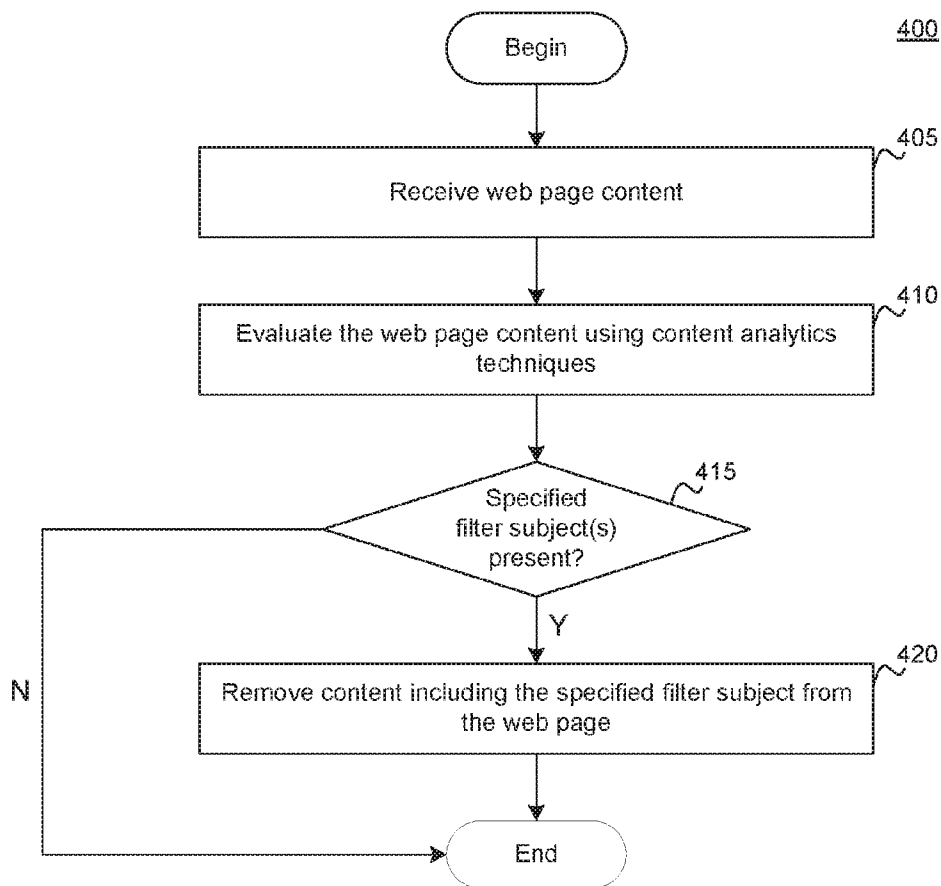 400
Begin
405
Receive web page content
410
Evaluate the web page content using content analytics
techniques
415
Specified
filter subject(s)
present?
Y
N
420
Remove content including the specified filter subject from
the web page
End